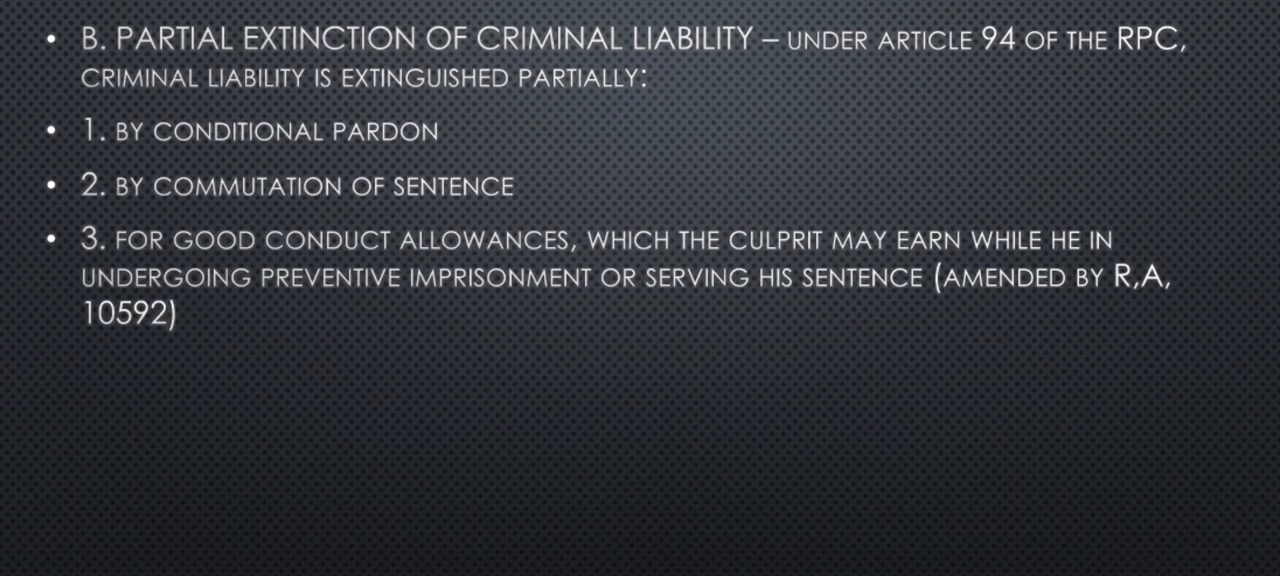 • B. PARTIAL EXTINCTION OF CRIMINAL LIABILITY – UNDER ARTICLE 94 OF THE RPC,
CRIMINAL LIABILITY IS EXTINGUISHED PARTIALLY:
• 1. BY CONDITIONAL PARDON
• 2. BY COMMUTATION OF SENTENCE
• 3. FOR GOOD CONDUCT ALLOWANCES, WHICH THE CULPRIT MAY EARN WHILE HE IN
UNDERGOING PREVENTIVE IMPRISONMENT OR SERVING HIS SENTENCE (AMENDED BY R,A,
10592)